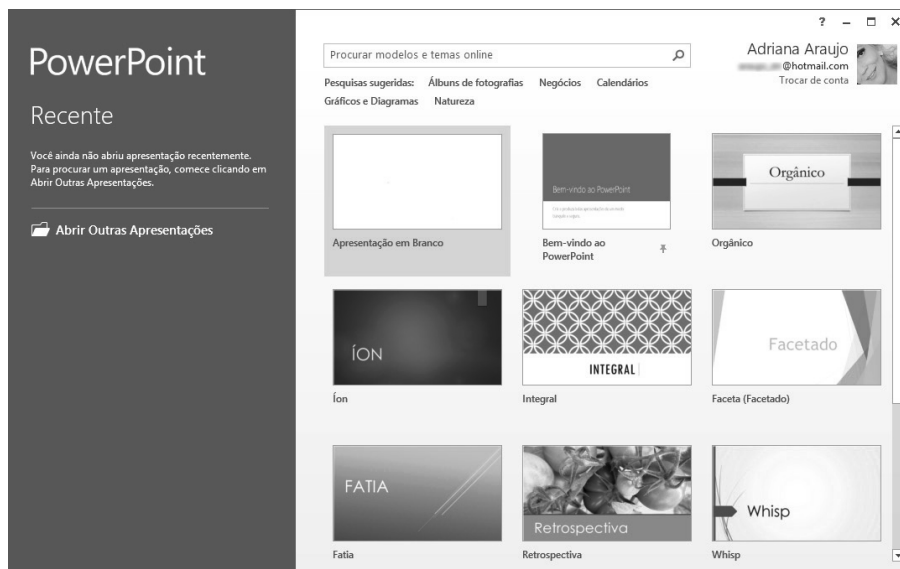 ?
PowerPoint
Recente
Você ainda não abriu apresentação recentemente.
Para procurar um apresentação, comece clicando em
Abrir Outras Apresentações.
Abrir Outras Apresentações
Procurar modelos e temas online
Adriana Araujo
@hotmail.com
Trocar de conta
Pesquisas sugeridas: Álbuns de fotografias Negócios Calendários
Gráficos e Diagramas Natureza
Apresentação em Branco
Bem-vindo ao PowerPoint
Bem-vindo ao
PowerPoint
Orgânico
Orgânico
ÍON
Íon
INTEGRAL
Integral
Facetado
Faceta (Facetado)
FATIA
Fatia
Retrospectiva
Retrospectiva
Whisp
Whisp